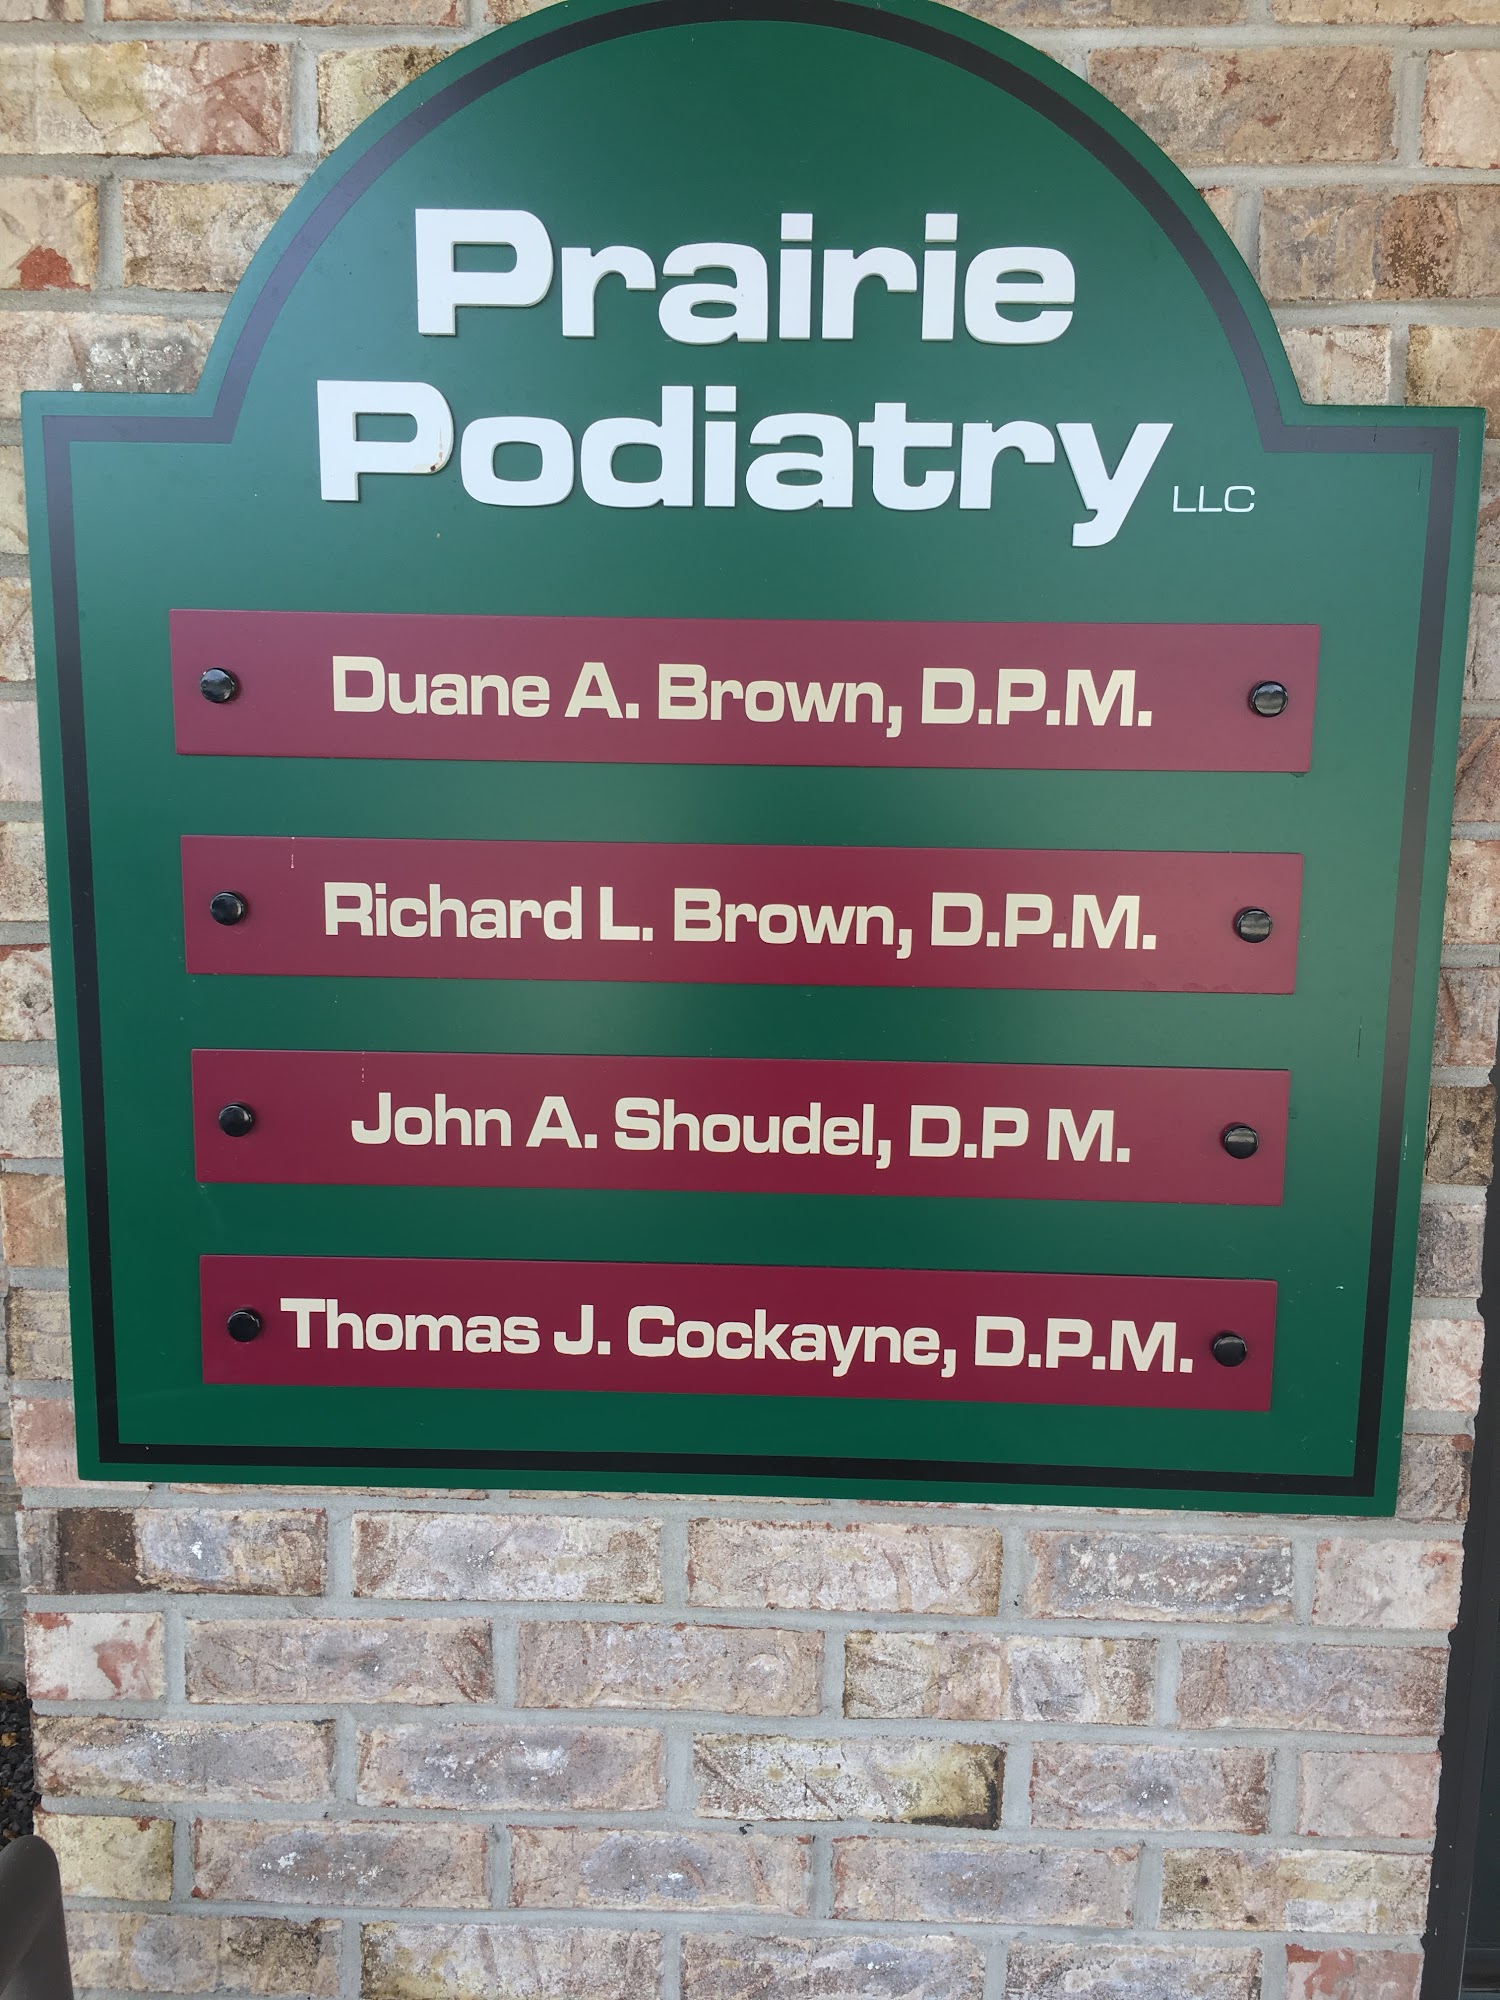 Prairie
Podiatry LLC
Duane A. Brown, D.P.M.
Richard L. Brown, D.P.M.
John A. Shoudel, D.P M.
Thomas J. Cockayne, D.P.M.